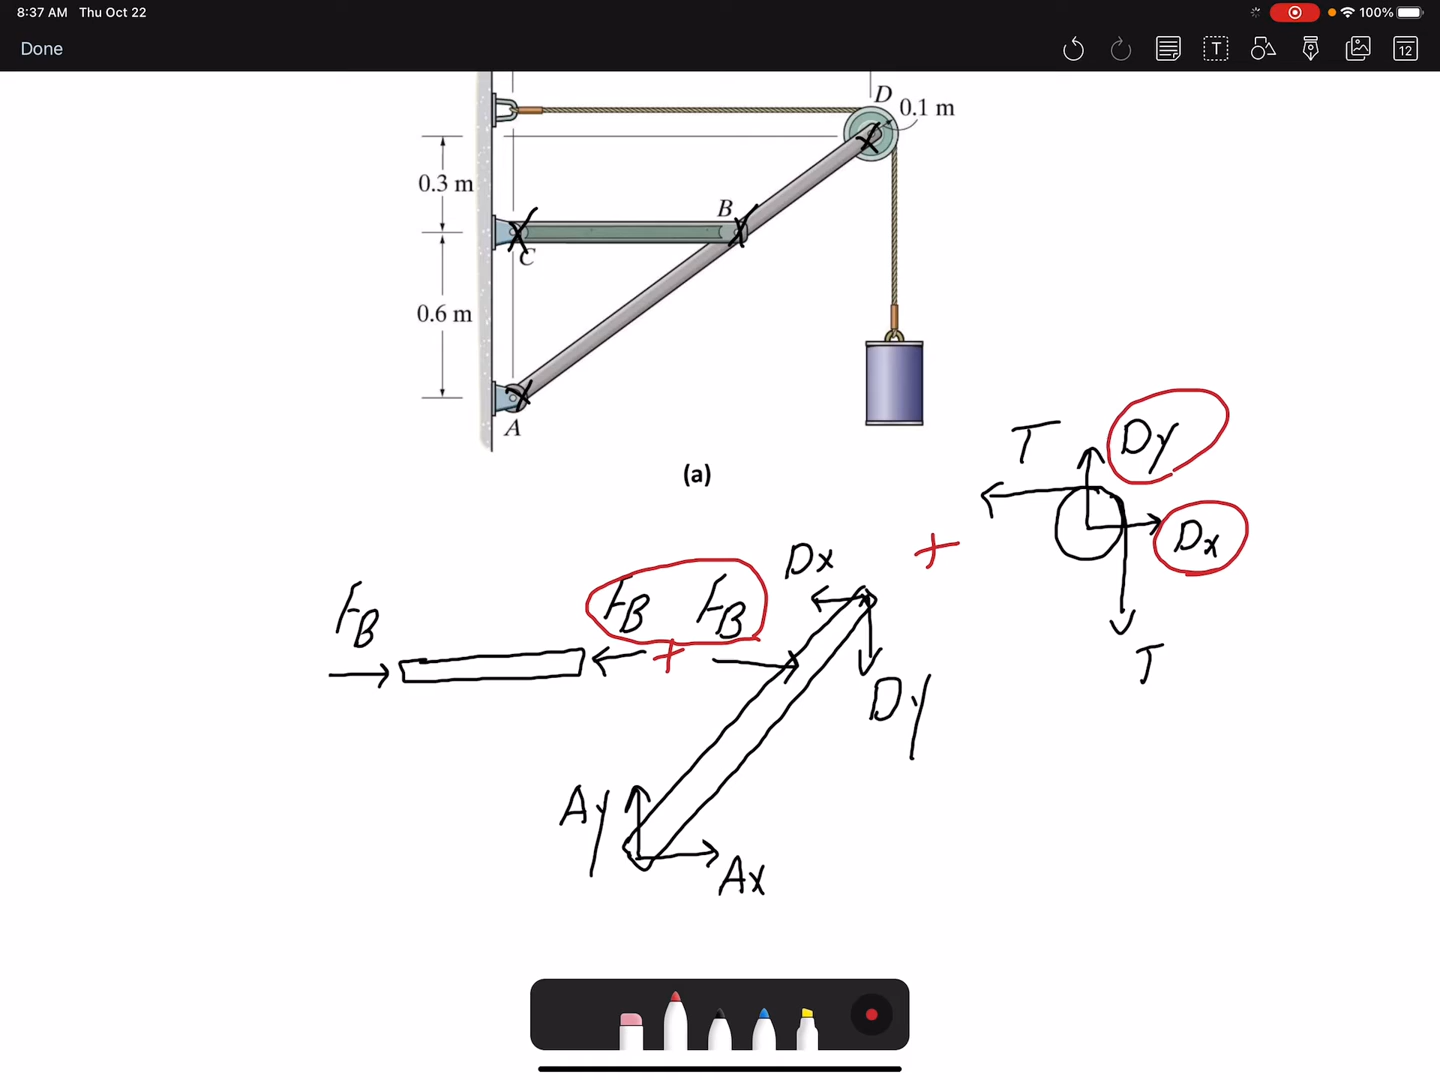 8:37 AM Thu Oct 22
100%
Done
T
12
D
0.1 m
0.3 m
B
C
0.6 m
A
(a)
T
Dy
Dx
+
Dx
FB
FB FB
+
T
Dy
Ay
Ax